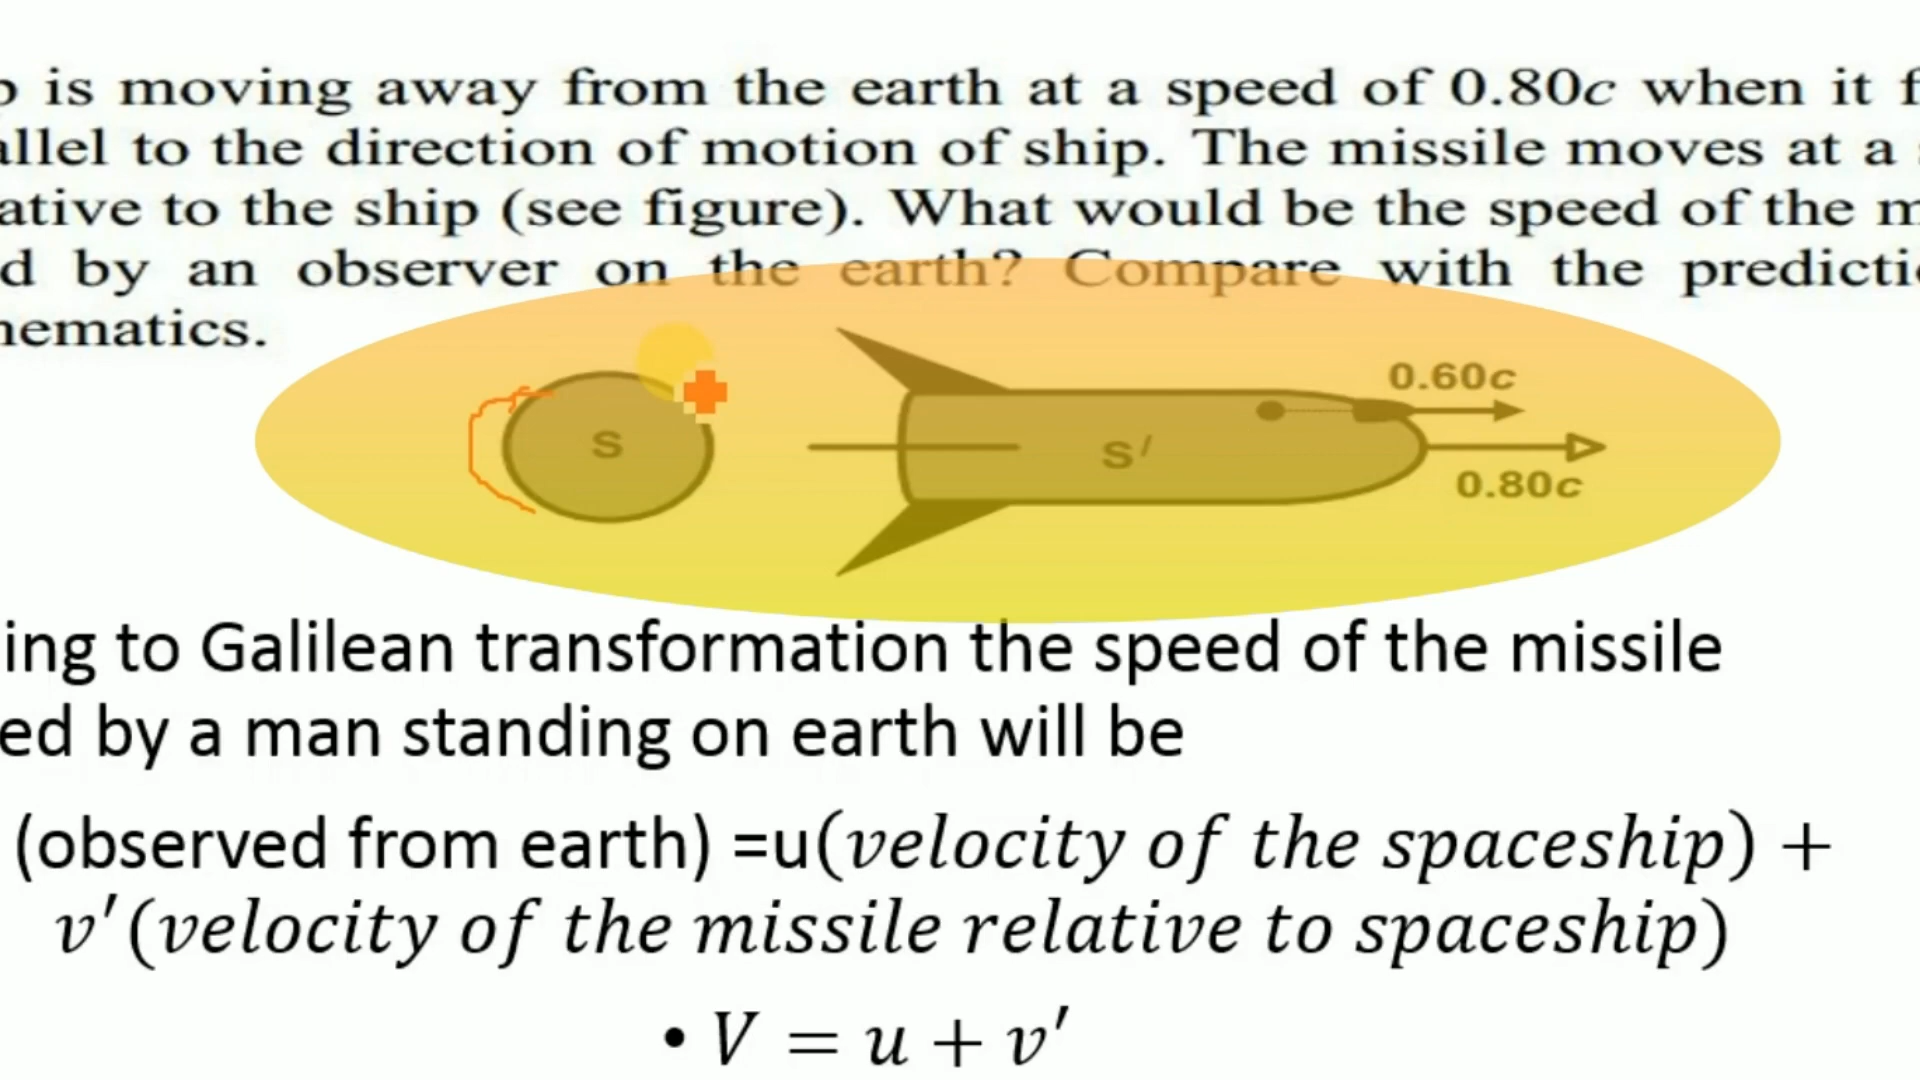 p is moving away from the earth at a speed of 0.80c when it f
allel to the direction of motion of ship. The missile moves at a
ative to the ship (see figure). What would be the speed of the m
d by an observer on the earth? Compare with the predicti
nematics.
0.60c
S
S′
0.80c
ing to Galilean transformation the speed of the missile
ed by a man standing on earth will be
(observed from earth) =u(velocity of the spaceship) +
v′(velocity of the missile relative to spaceship)
• V = u + v′